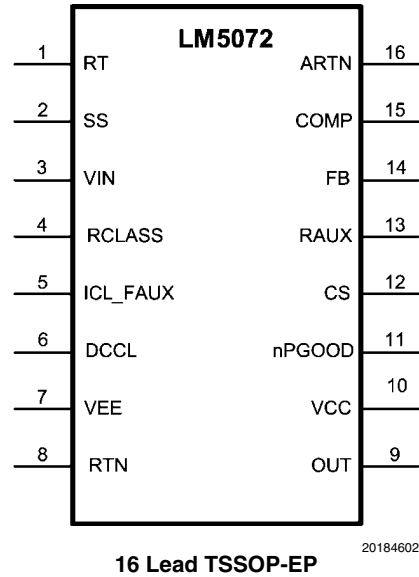 LM5072
1 RT ARTN 16
2 SS COMP 15
3 VIN FB 14
4 RCLASS RAUX 13
5 ICL_FAUX CS 12
6 DCCL nPGOOD 11
7 VEE VCC 10
8 RTN OUT 9
20184602
16 Lead TSSOP-EP